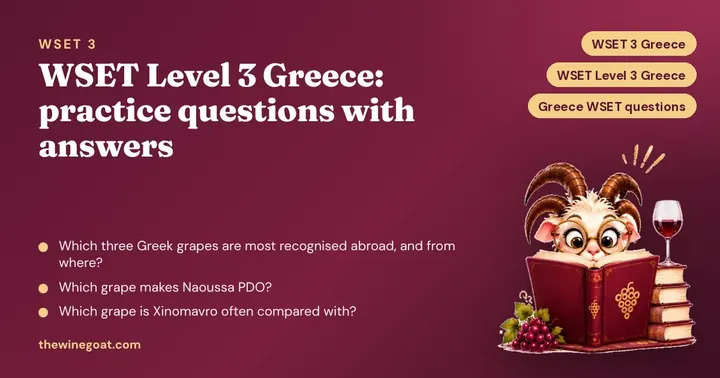 WSET 3
WSET Level 3 Greece:
practice questions with
answers
WSET 3 Greece
WSET Level 3 Greece
Greece WSET questions
Which three Greek grapes are most recognised abroad, and from
where?
Which grape makes Naoussa PDO?
Which grape is Xinomavro often compared with?
thewinegoat.com